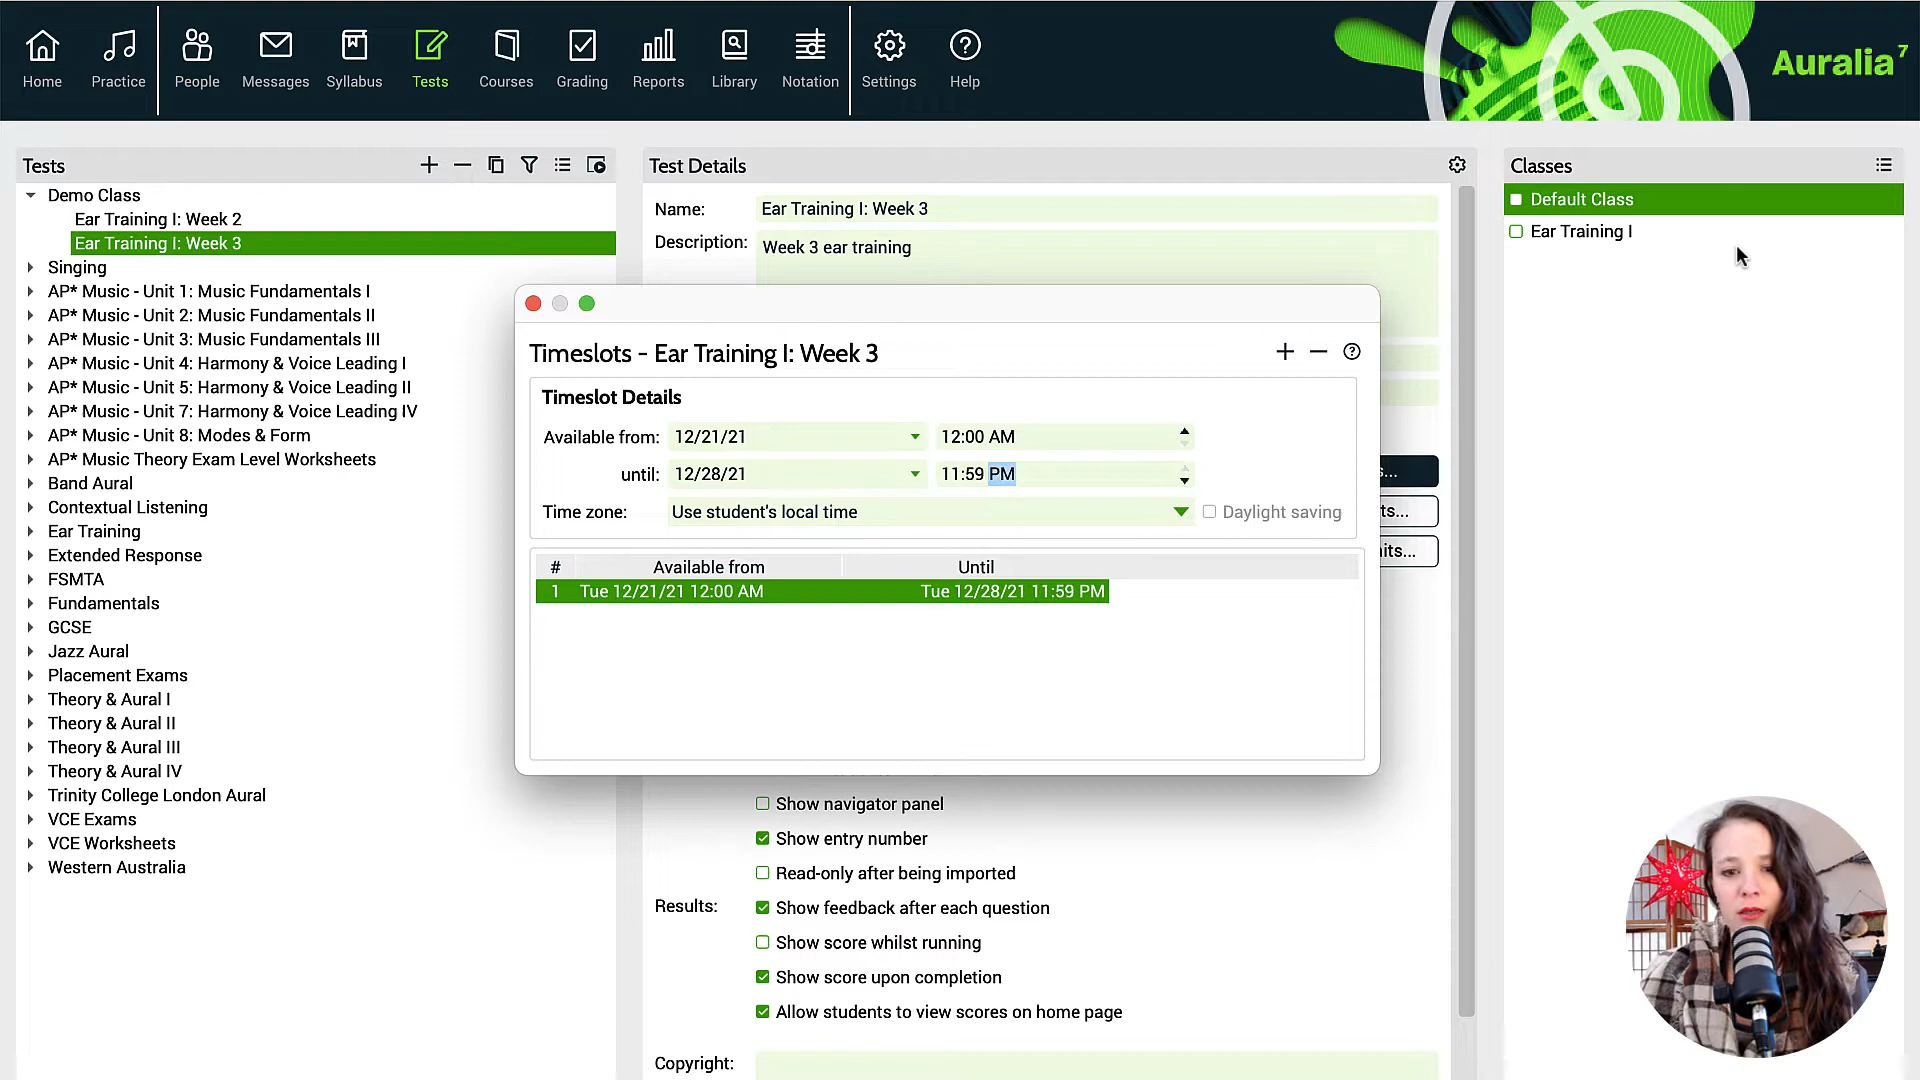 Home
Practice
People
Messages
Syllabus
Tests
Courses
Grading
Reports
Library
Notation
Settings
Help
Auralia 7
Tests
Demo Class
Ear Training I: Week 2
Ear Training I: Week 3
Singing
AP* Music - Unit 1: Music Fundamentals I
AP* Music - Unit 2: Music Fundamentals II
AP* Music - Unit 3: Music Fundamentals III
AP* Music - Unit 4: Harmony & Voice Leading I
AP* Music - Unit 5: Harmony & Voice Leading II
AP* Music - Unit 7: Harmony & Voice Leading IV
AP* Music - Unit 8: Modes & Form
AP* Music Theory Exam Level Worksheets
Band Aural
Contextual Listening
Ear Training
Extended Response
FSMTA
Fundamentals
GCSE
Jazz Aural
Placement Exams
Theory & Aural I
Theory & Aural II
Theory & Aural III
Theory & Aural IV
Trinity College London Aural
VCE Exams
VCE Worksheets
Western Australia
Test Details
Name: Ear Training I: Week 3
Description: Week 3 ear training
Timeslots - Ear Training I: Week 3
Timeslot Details
Available from: 12/21/21 12:00 AM
until: 12/28/21 11:59 PM
Time zone: Use student's local time Daylight saving
# Available from Until
1 Tue 12/21/21 12:00 AM Tue 12/28/21 11:59 PM
s...
ts...
its...
Show navigator panel
Show entry number
Read-only after being imported
Results: Show feedback after each question
Show score whilst running
Show score upon completion
Allow students to view scores on home page
Copyright:
Classes
Default Class
Ear Training I